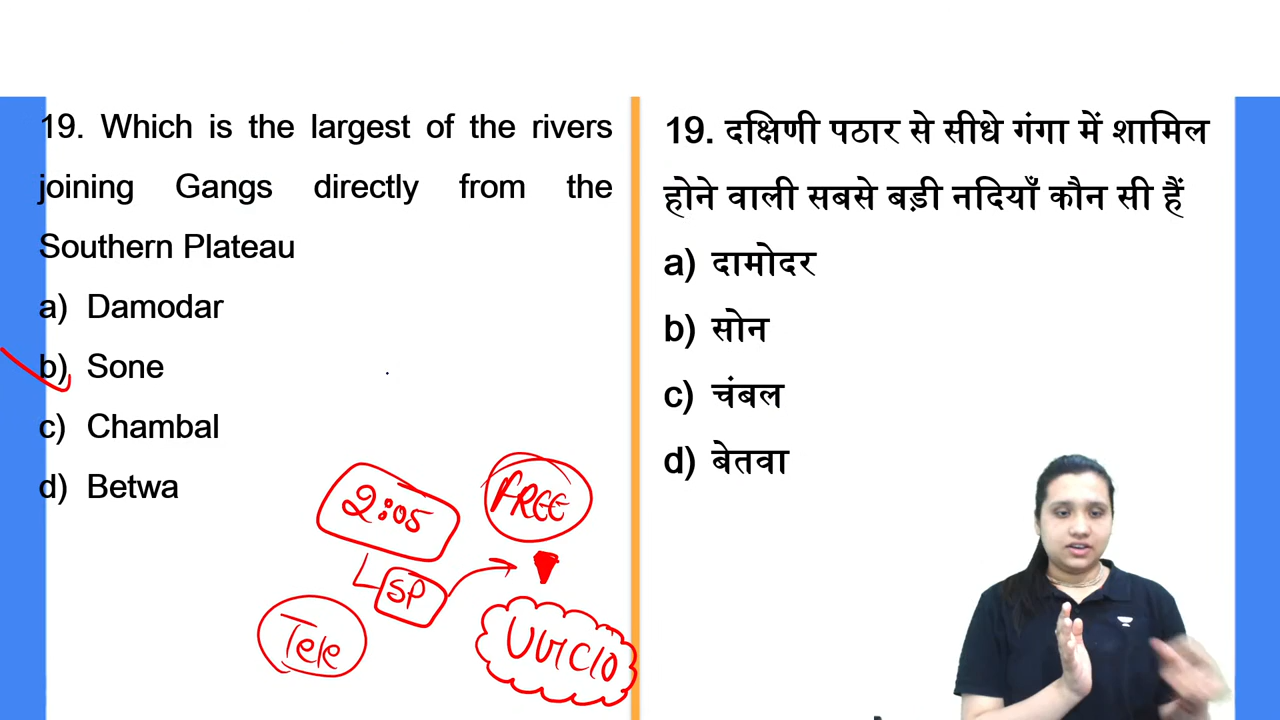 19. Which is the largest of the rivers
joining Gangs directly from the
Southern Plateau
a) Damodar
b) Sone
c) Chambal
d) Betwa
19. दक्षिणी पठार से सीधे गंगा में शामिल
होने वाली सबसे बड़ी नदियाँ कौन सी हैं
a) दामोदर
b) सोन
c) चंबल
d) बेतवा
2:05
FREE
SP
Tele